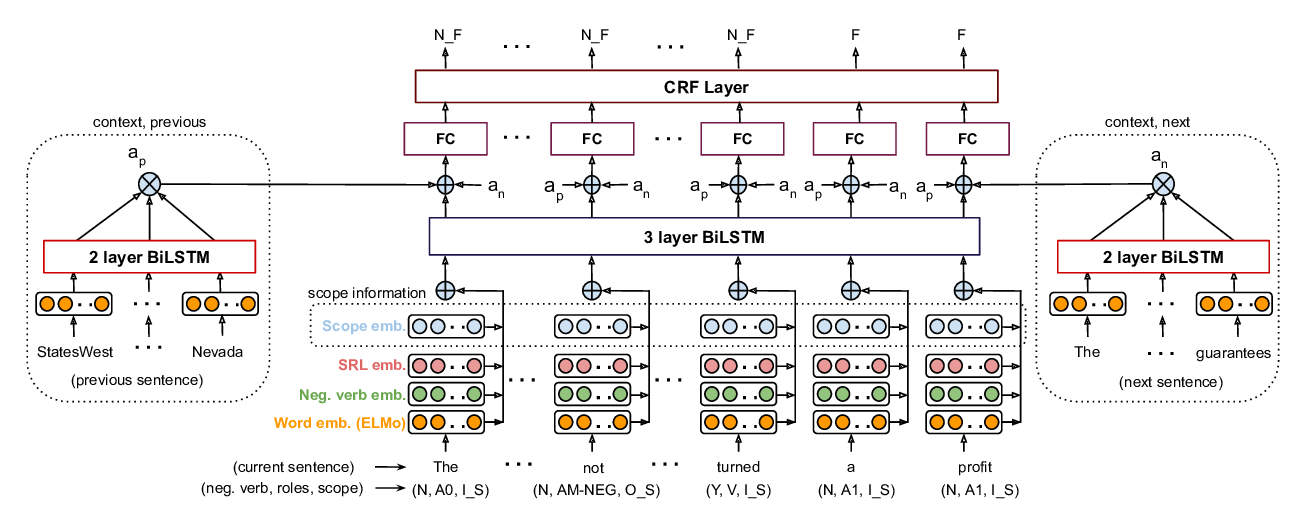 N_F ... N_F ... N_F F F
CRF Layer
context, previous
context, next
FC ... FC ... FC FC FC
a_p
a_n
a_n a_p a_n a_p a_n a_p a_n a_p
3 layer BiLSTM
2 layer BiLSTM
2 layer BiLSTM
scope information
Scope emb.
StatesWest ... Nevada
The ... guarantees
(previous sentence)
(next sentence)
SRL emb.
Neg. verb emb.
Word emb. (ELMo)
(current sentence) The ... not ... turned a profit
(neg. verb, roles, scope) (N, A0, I_S) (N, AM-NEG, O_S) (Y, V, I_S) (N, A1, I_S) (N, A1, I_S)